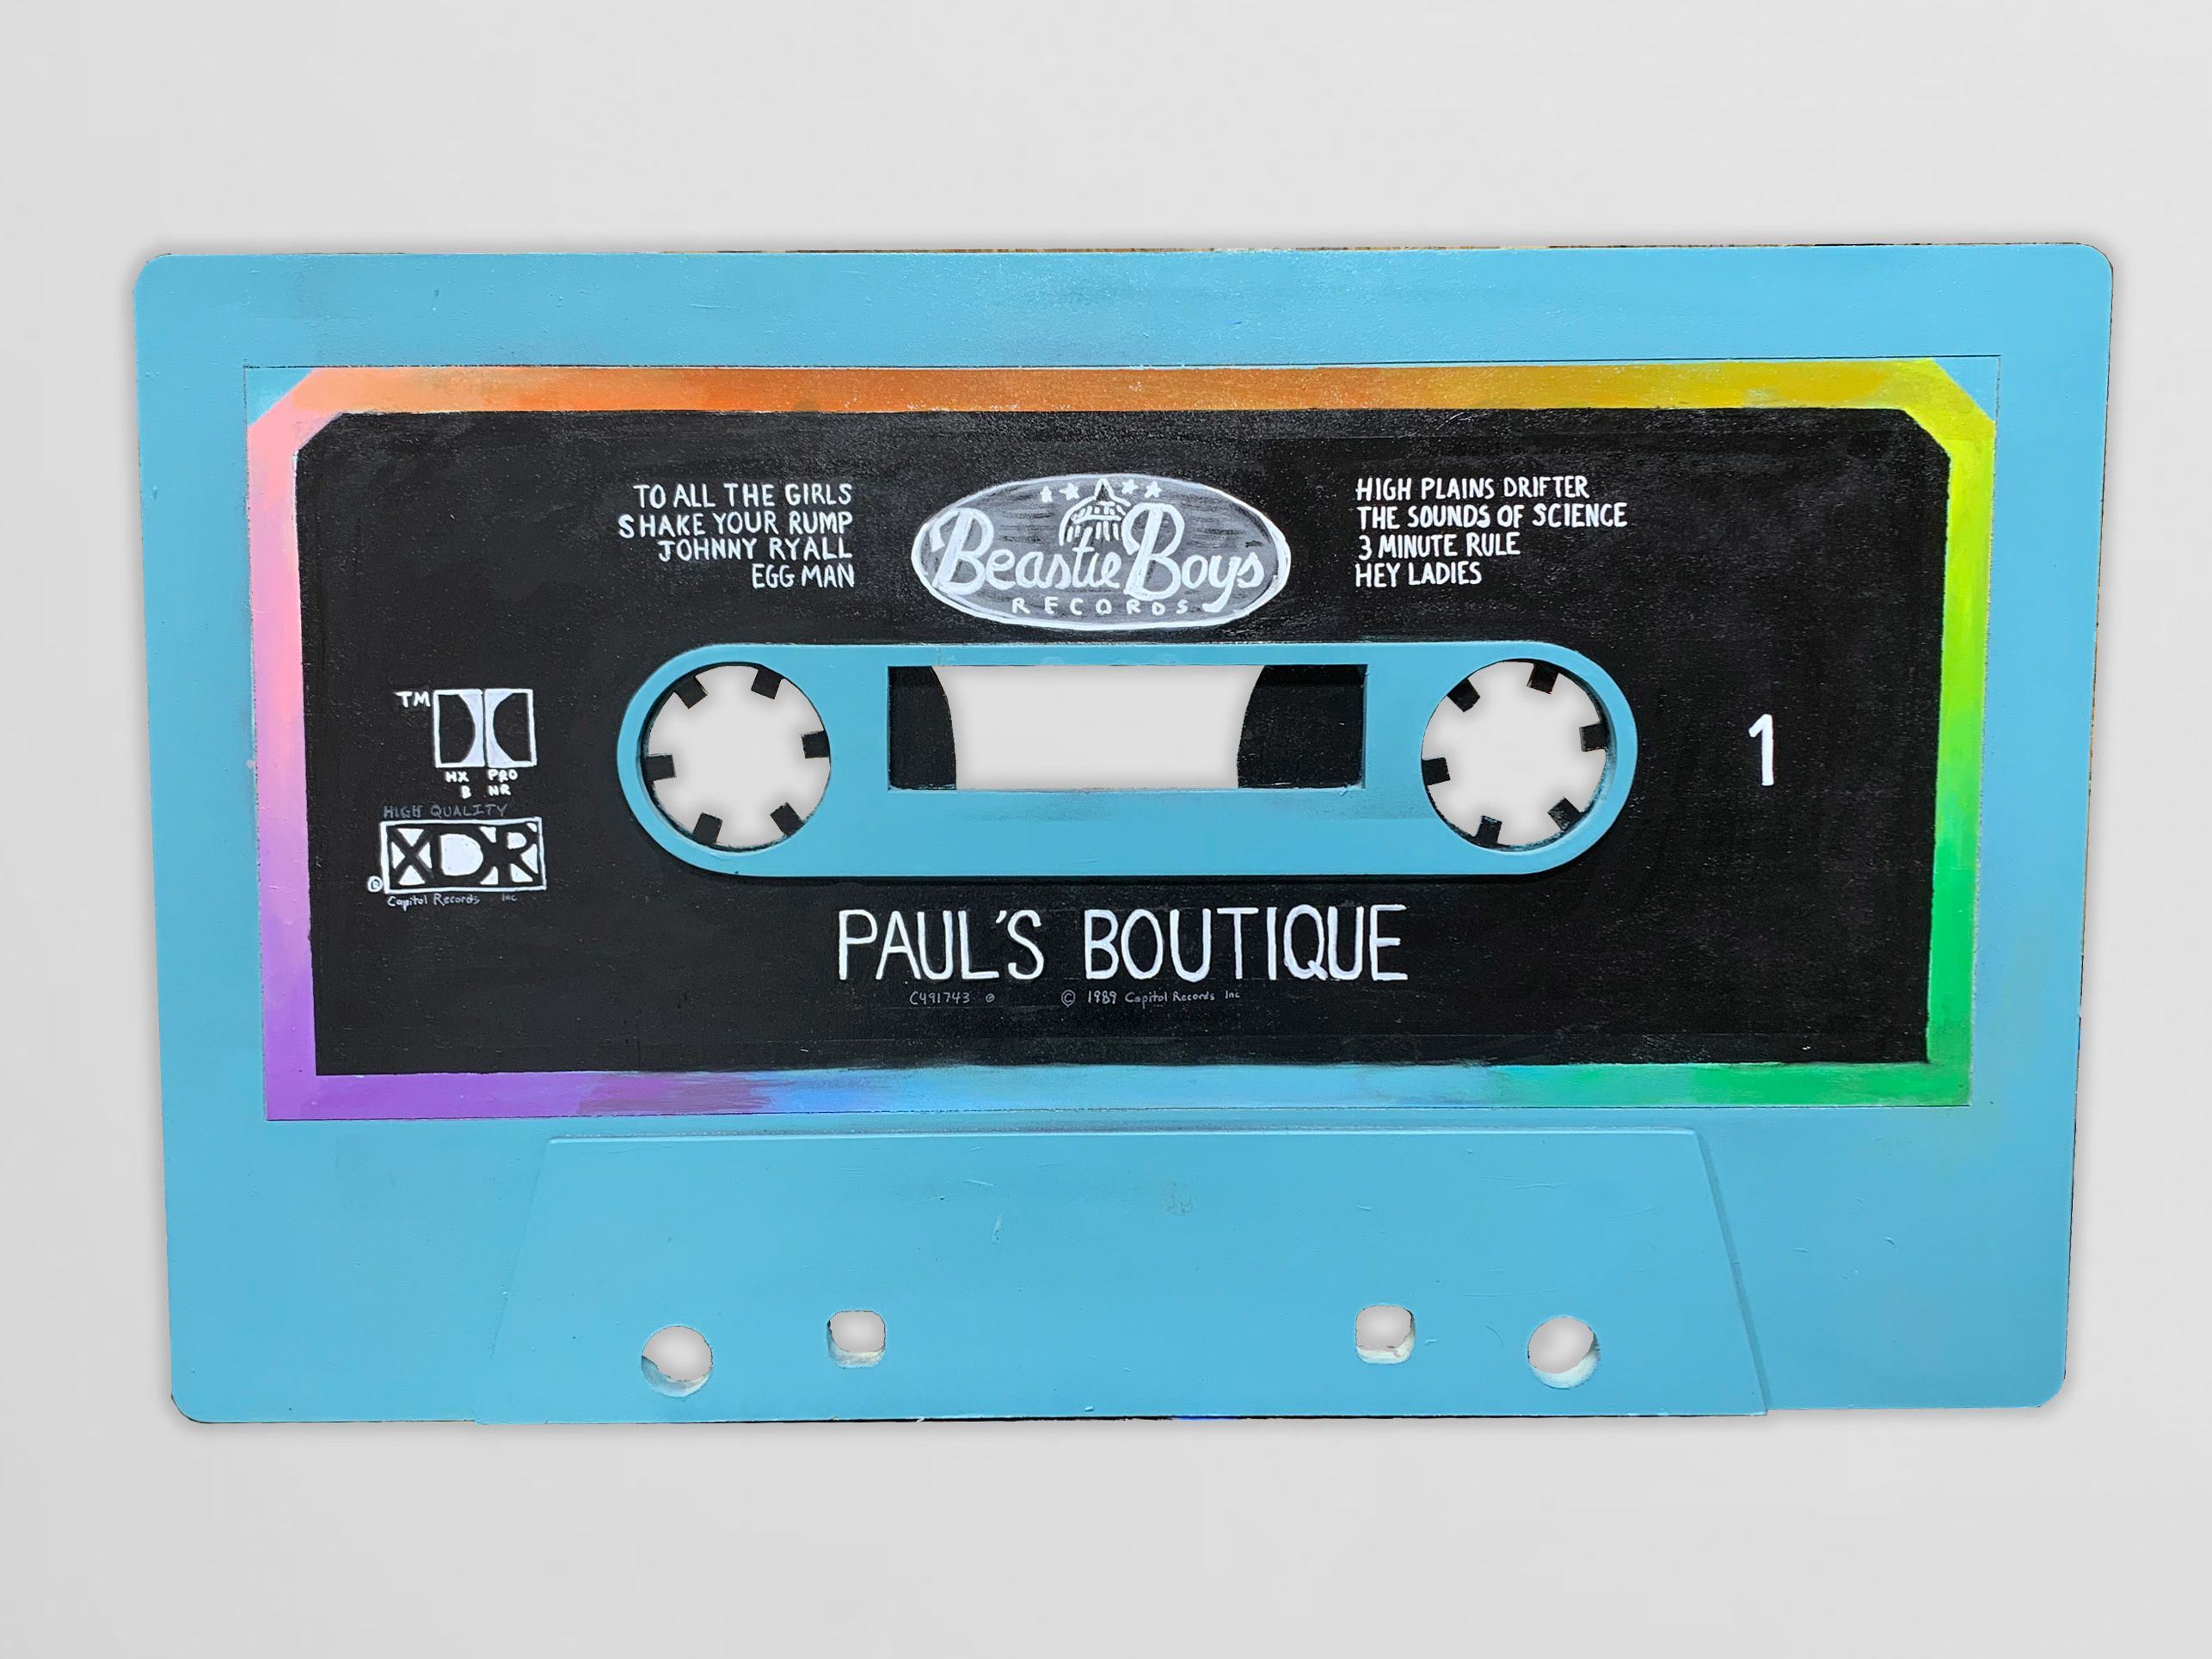 TO ALL THE GIRLS
SHAKE YOUR RUMP
JOHNNY RYALL
EGG MAN
Beastie Boys
RECORDS
HIGH PLAINS DRIFTER
THE SOUNDS OF SCIENCE
3 MINUTE RULE
HEY LADIES
TM
HX PRO
B NR
HIGH QUALITY
XDR
Capitol Records Inc
1
PAUL'S BOUTIQUE
C491743 © 1989 Capitol Records Inc